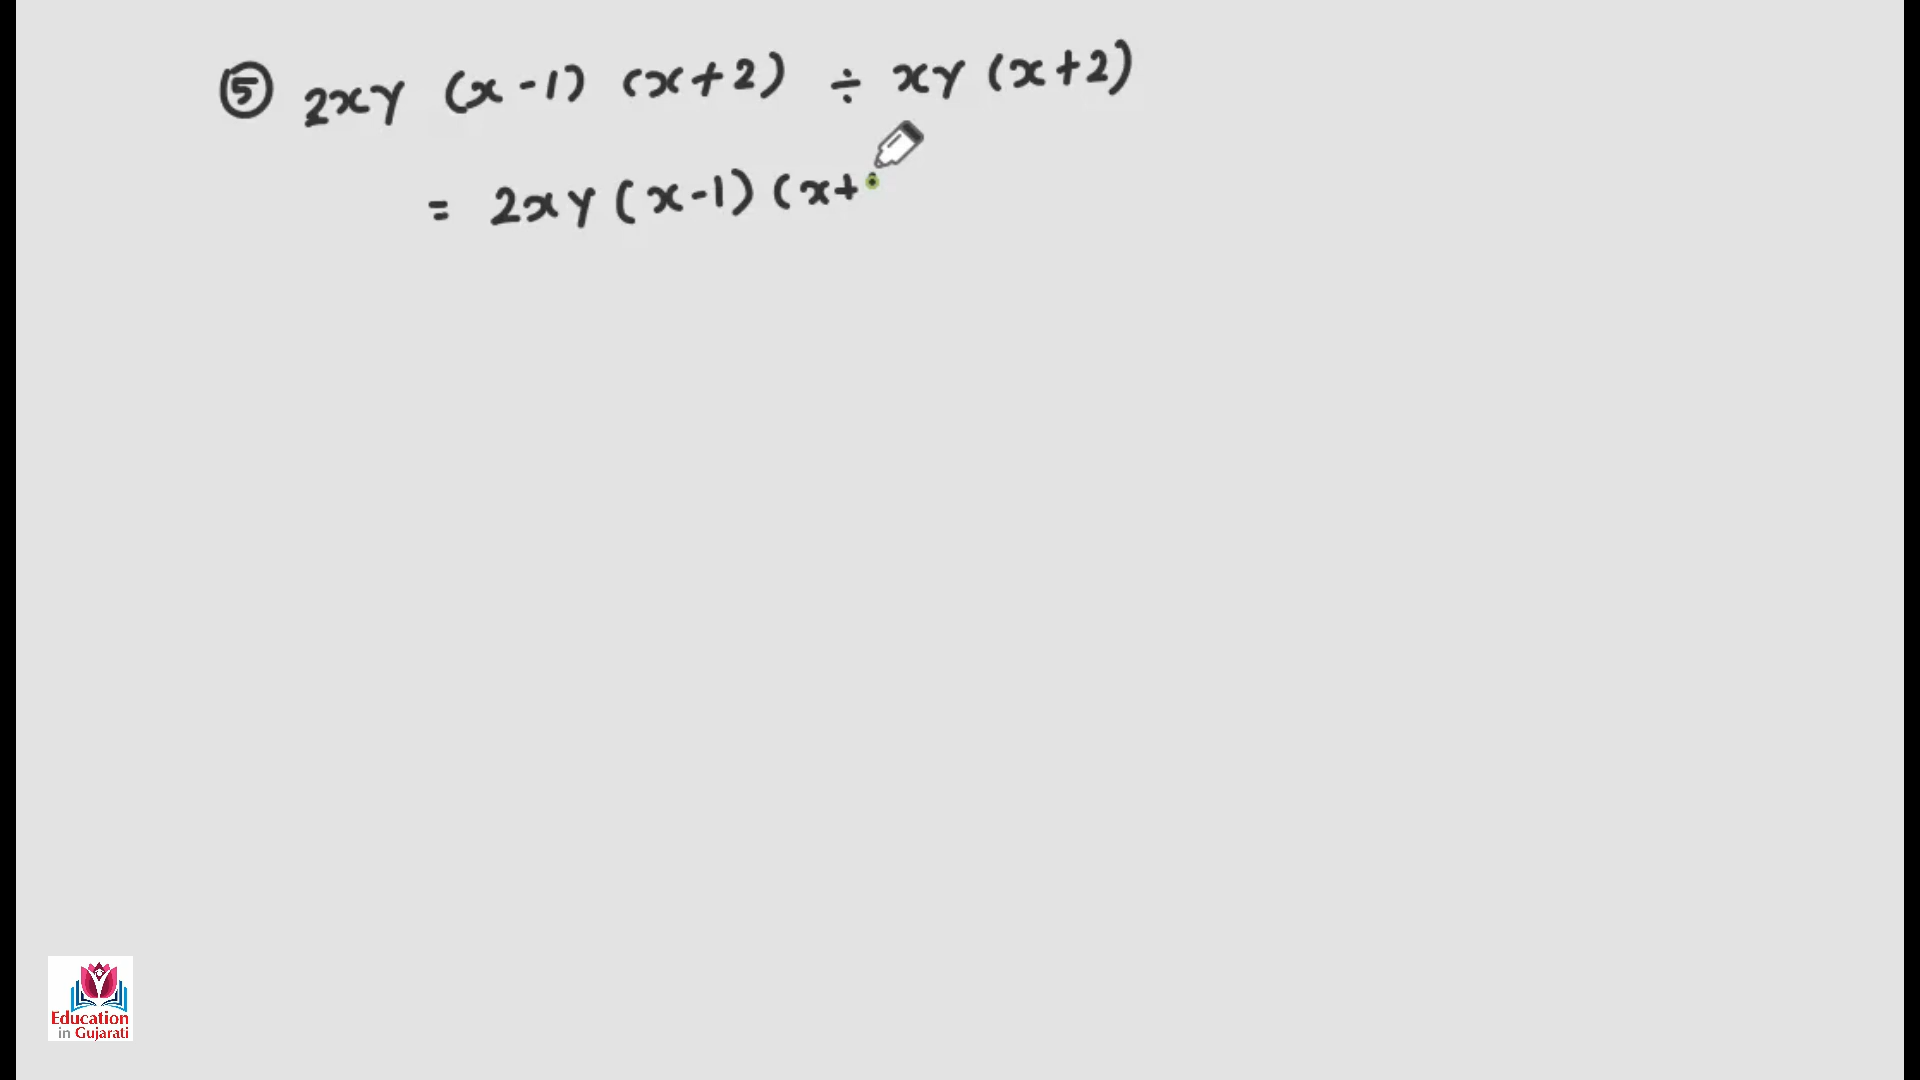 ⑤ 2xy (x-1) (x+2) ÷ xy (x+2)
= 2xy (x-1) (x+
Education
in Gujarati